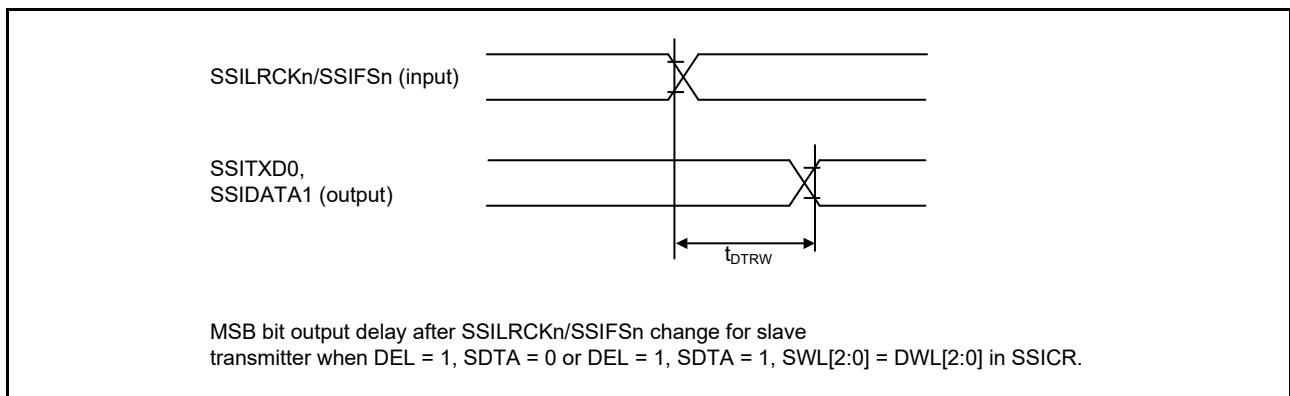 SSILRCKn/SSIFSn (input)
SSITXD0,
SSIDATA1 (output)
tDTRW
MSB bit output delay after SSILRCKn/SSIFSn change for slave
transmitter when DEL = 1, SDTA = 0 or DEL = 1, SDTA = 1, SWL[2:0] = DWL[2:0] in SSICR.